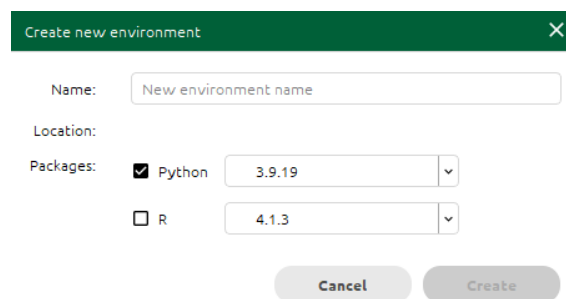 Create new environment
Name: New environment name
Location:
Packages: Python 3.9.19
R 4.1.3
Cancel Create